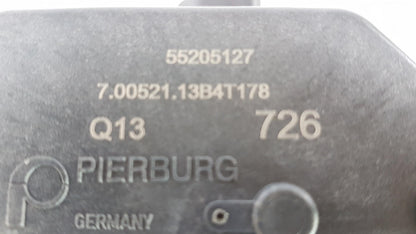 55205127
7.00521.13B4T178
Q13 726
PIERBURG
GERMANY